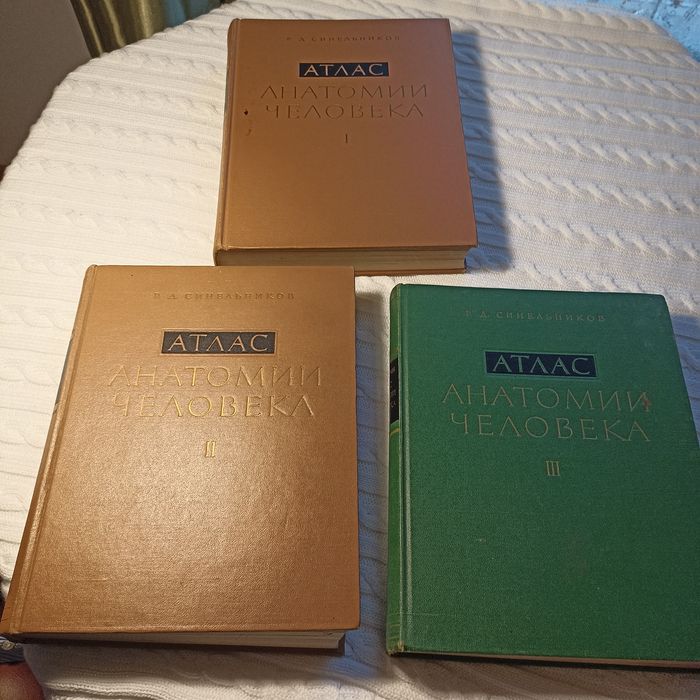 Р. Д. СИНЕЛЬНИКОВ
АТЛАС
АНАТОМИИ
ЧЕЛОВЕКА
I
Р. Д. СИНЕЛЬНИКОВ
АТЛАС
АНАТОМИИ
ЧЕЛОВЕКА
II
Р. Д. СИНЕЛЬНИКОВ
АТЛАС
АНАТОМИИ
ЧЕЛОВЕКА
III